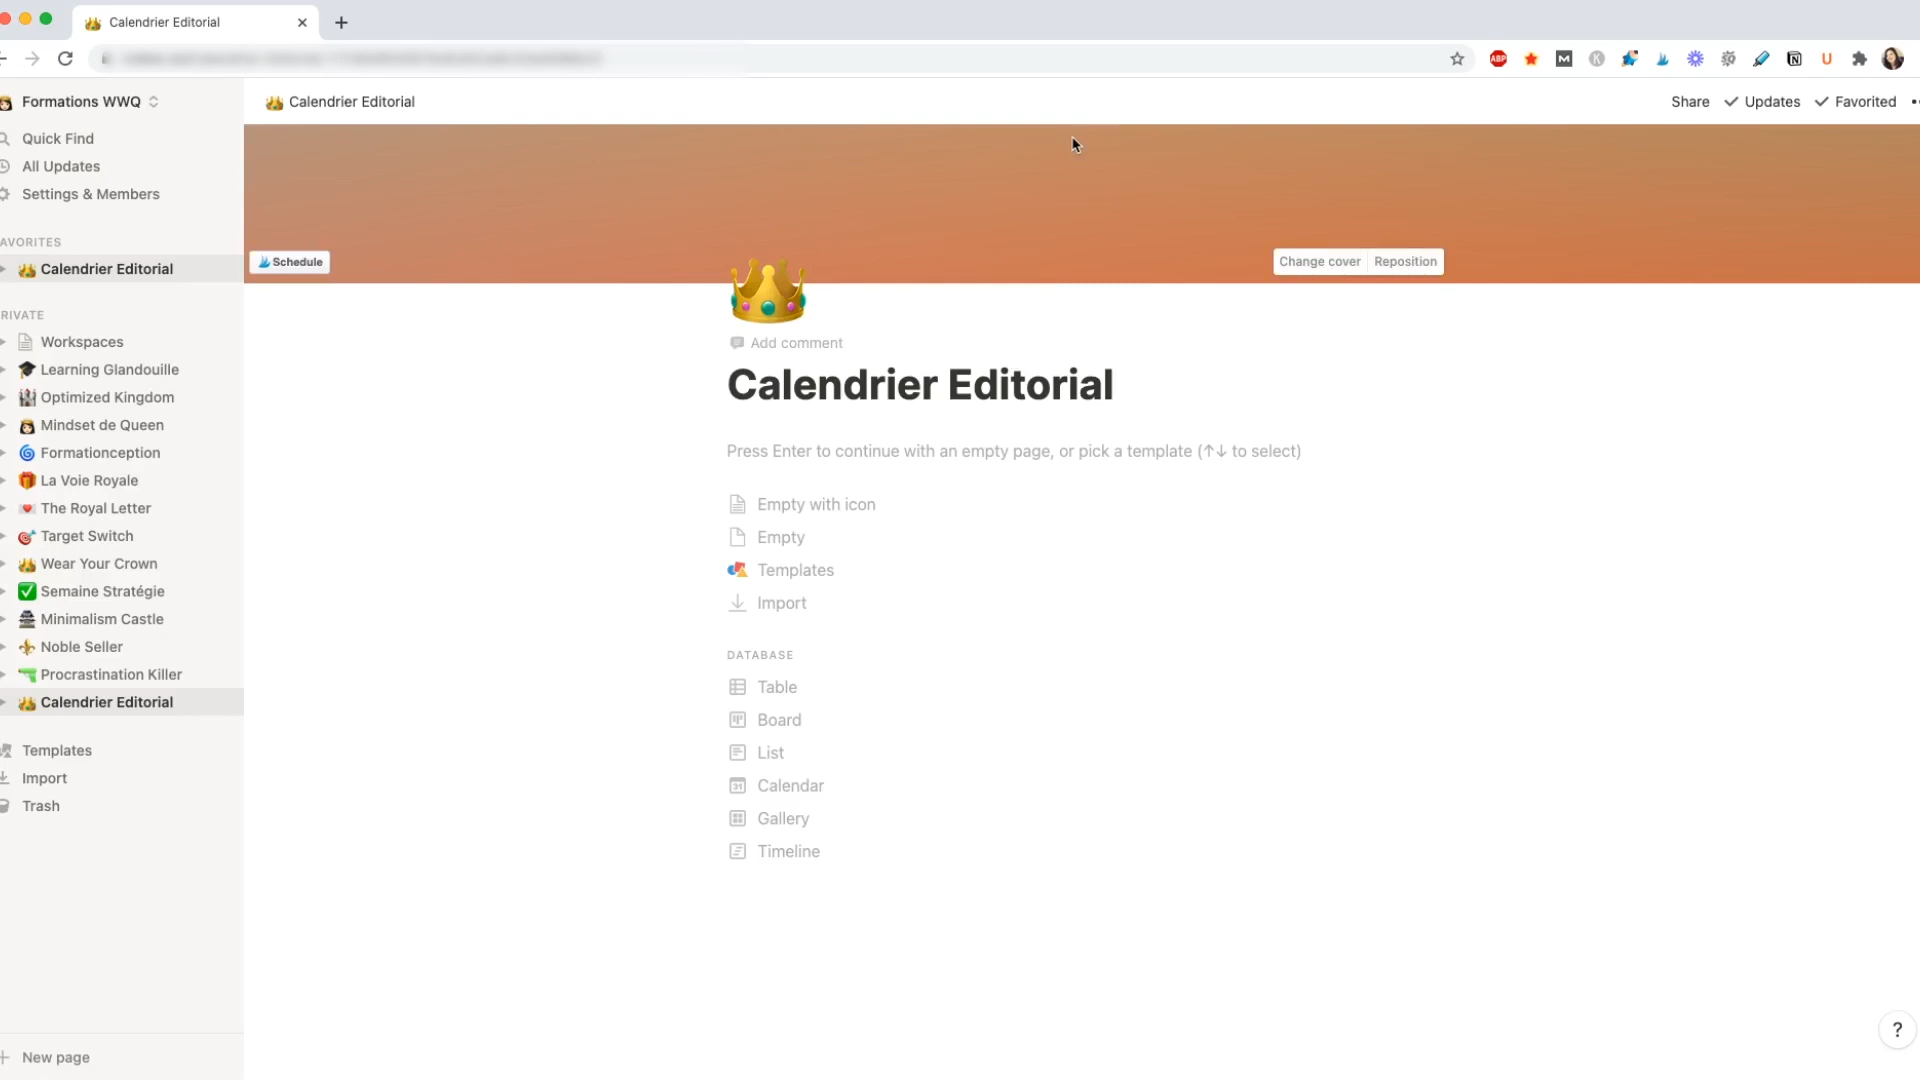 Calendrier Editorial
ABP
Formations WWQ
Calendrier Editorial
Share
Updates
Favorited
Quick Find
All Updates
Settings & Members
AVORITES
Calendrier Editorial
Schedule
Change cover
Reposition
RIVATE
Workspaces
Learning Glandouille
Optimized Kingdom
Mindset de Queen
Formationception
La Voie Royale
The Royal Letter
Target Switch
Wear Your Crown
Semaine Stratégie
Minimalism Castle
Noble Seller
Procrastination Killer
Calendrier Editorial
Templates
Import
Trash
New page
Add comment
Calendrier Editorial
Press Enter to continue with an empty page, or pick a template (↑↓ to select)
Empty with icon
Empty
Templates
Import
DATABASE
Table
Board
List
Calendar
Gallery
Timeline
?